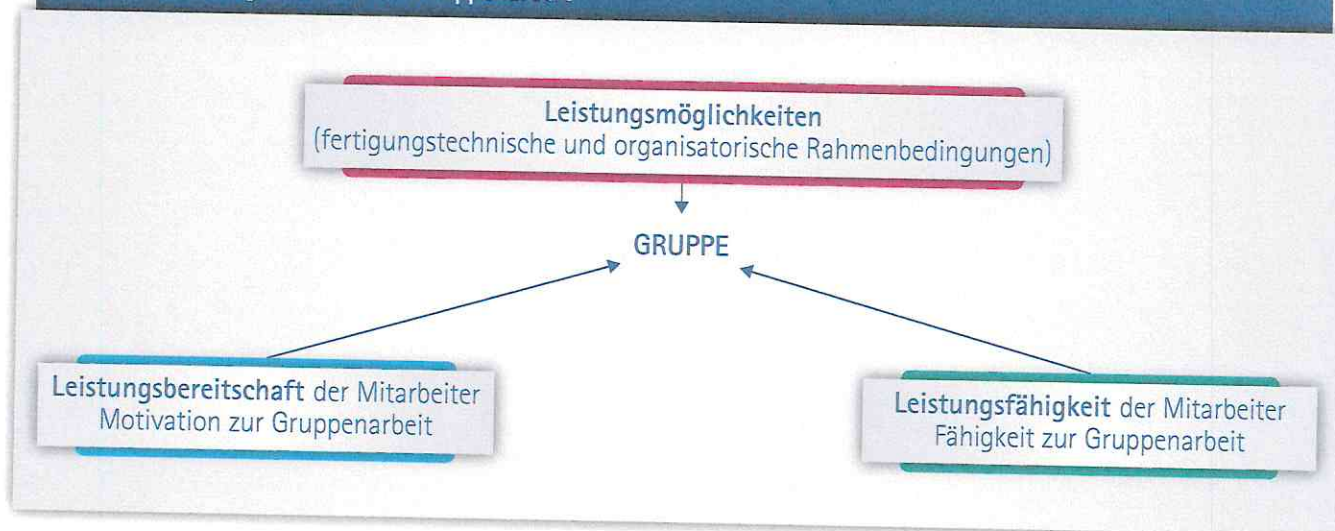 Leistungsmöglichkeiten
(fertigungstechnische und organisatorische Rahmenbedingungen)
GRUPPE
Leistungsbereitschaft der Mitarbeiter
Motivation zur Gruppenarbeit
Leistungsfähigkeit der Mitarbeiter
Fähigkeit zur Gruppenarbeit